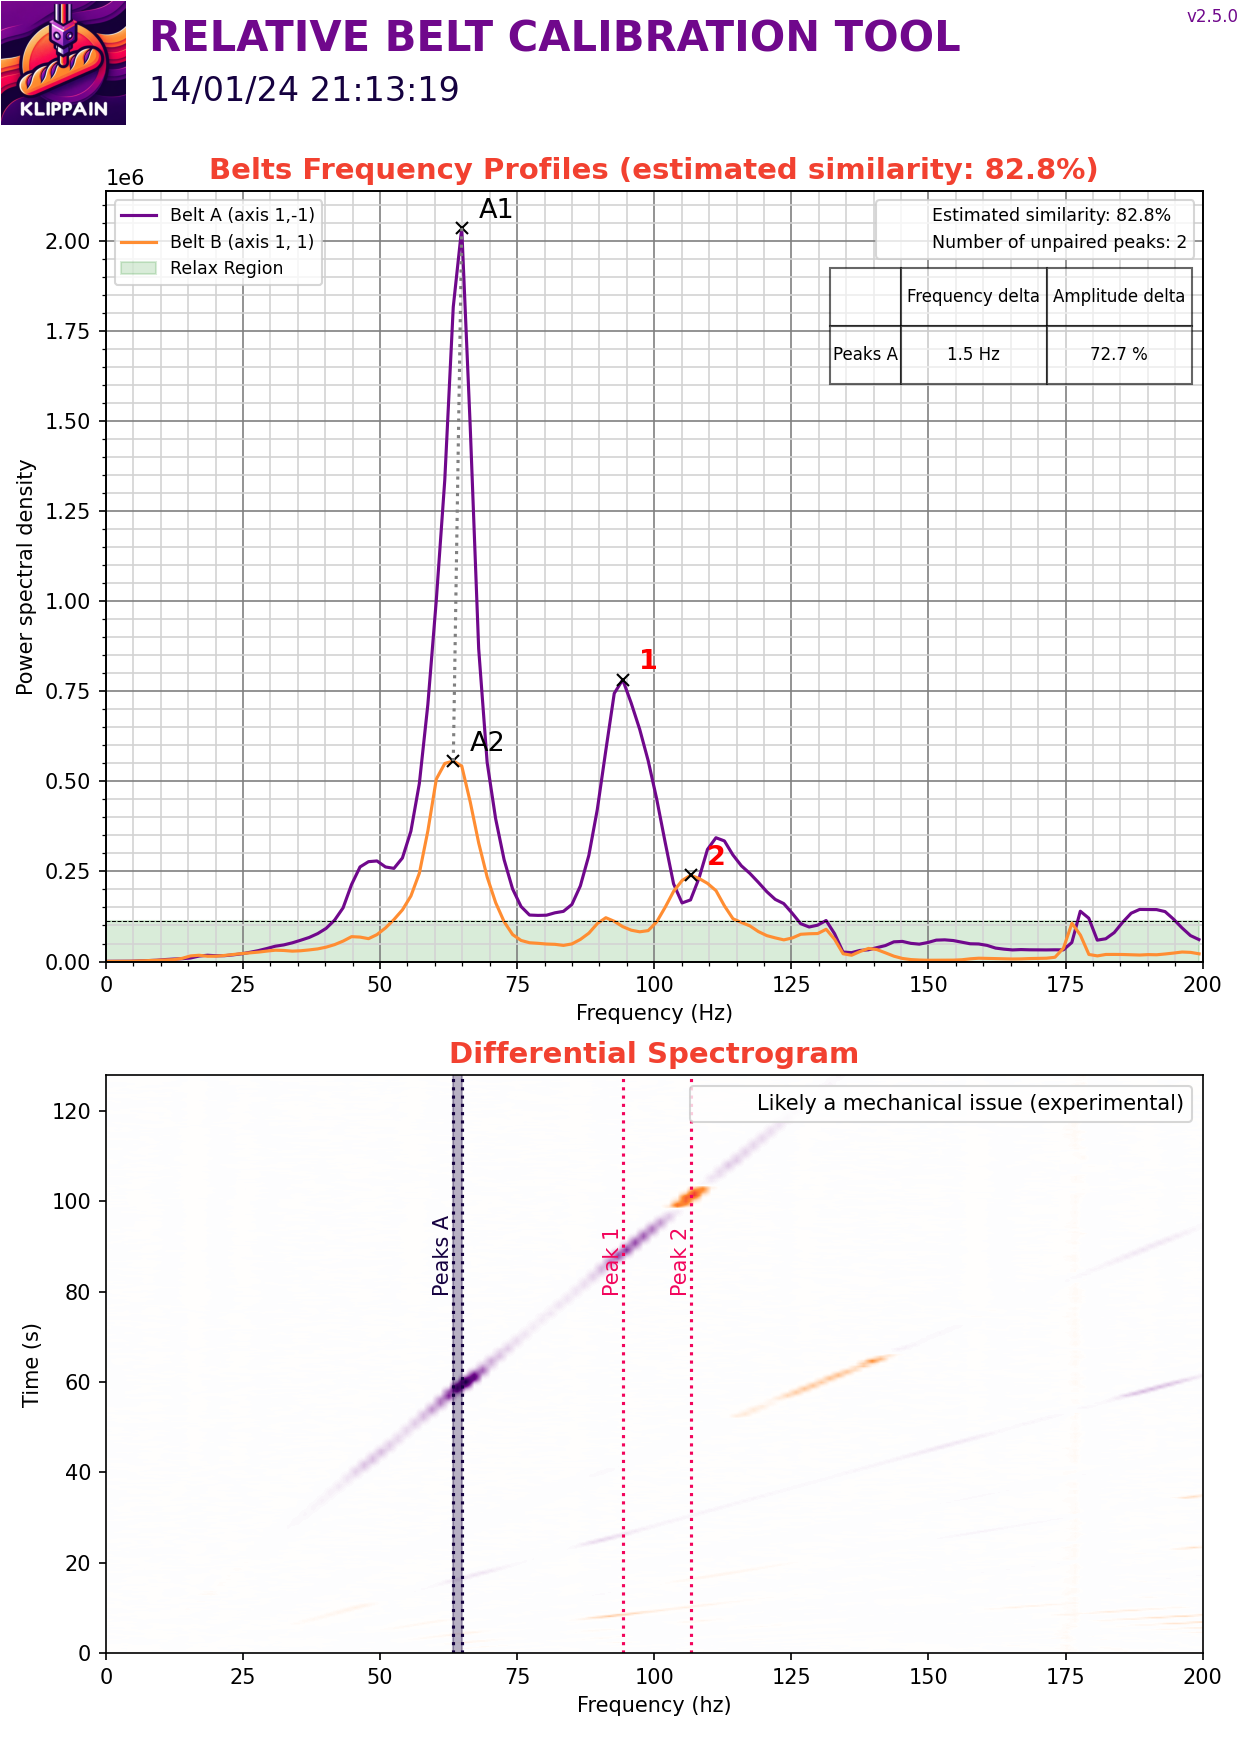 KLIPPAIN
RELATIVE BELT CALIBRATION TOOL
14/01/24 21:13:19
v2.5.0
Belts Frequency Profiles (estimated similarity: 82.8%)
1e6
Belt A (axis 1,-1)
Belt B (axis 1, 1)
Relax Region
A1
Estimated similarity: 82.8%
Number of unpaired peaks: 2
Frequency delta Amplitude delta
Peaks A 1.5 Hz 72.7 %
1
A2
2
2.00
1.75
1.50
1.25
1.00
0.75
0.50
0.25
0.00
Power spectral density
0 25 50 75 100 125 150 175 200
Frequency (Hz)
Differential Spectrogram
Likely a mechanical issue (experimental)
Peaks A
Peak 1
Peak 2
120
100
80
60
40
20
0
Time (s)
0 25 50 75 100 125 150 175 200
Frequency (hz)